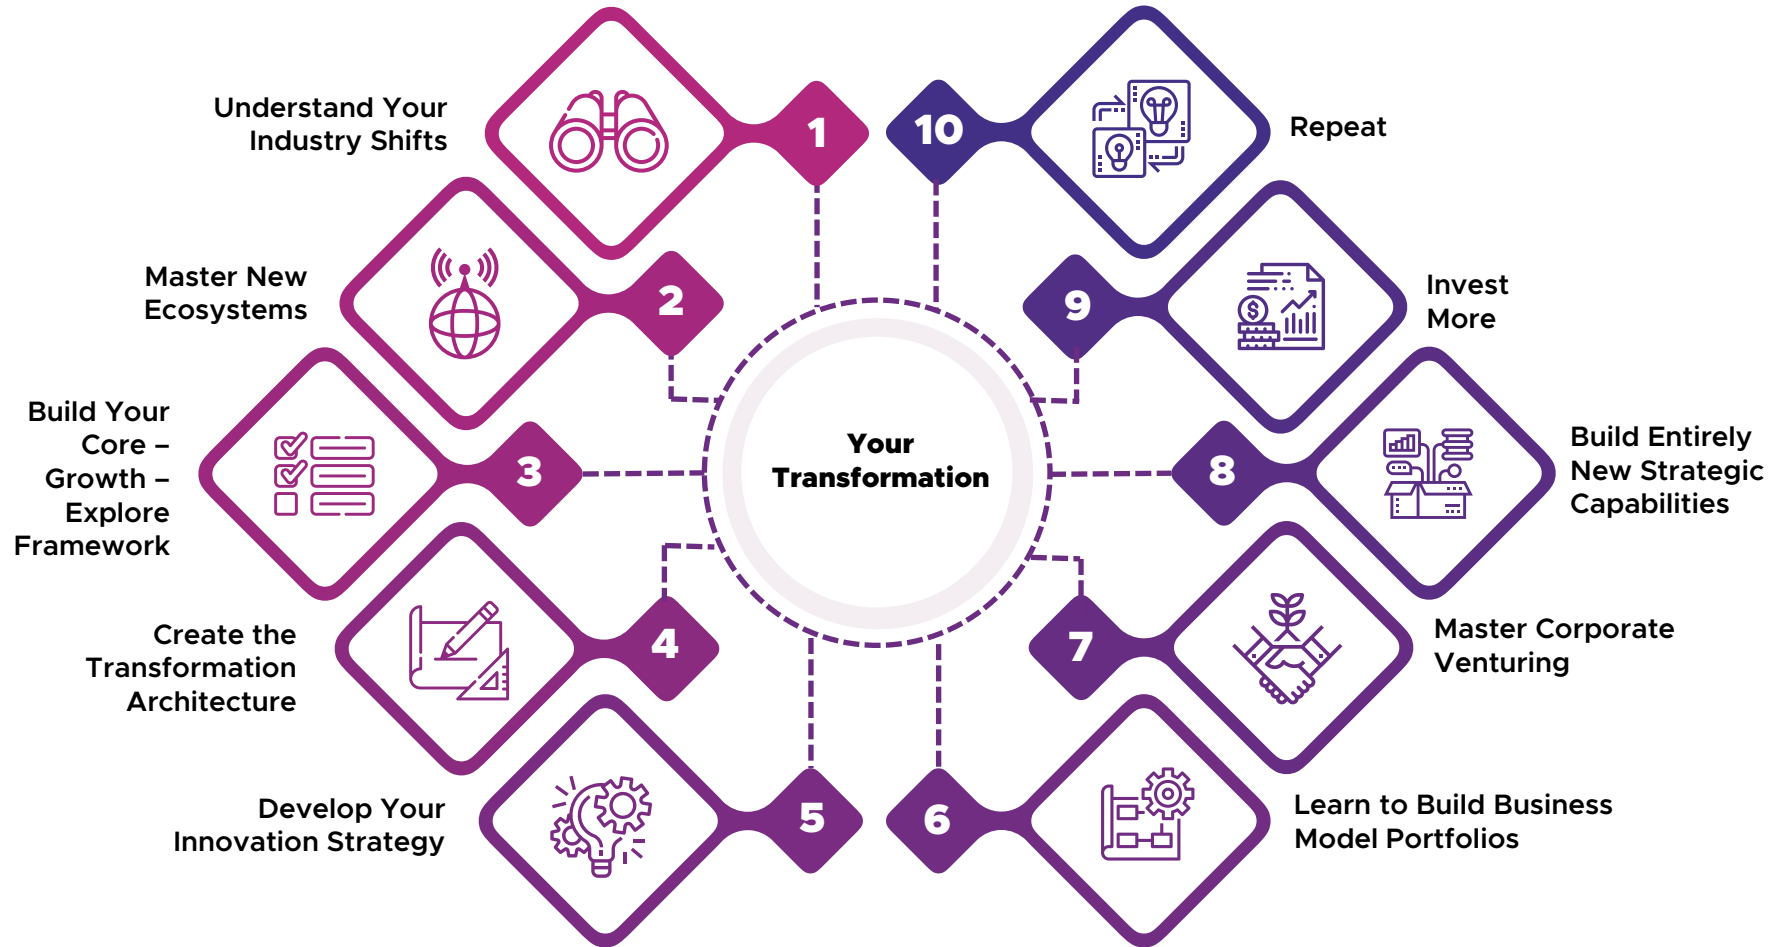 1
Understand Your
Industry Shifts
2
Master New
Ecosystems
3
Build Your
Core –
Growth –
Explore
Framework
4
Create the
Transformation
Architecture
5
Develop Your
Innovation Strategy
6
Learn to Build Business
Model Portfolios
7
Master Corporate
Venturing
8
Build Entirely
New Strategic
Capabilities
9
Invest
More
10
Repeat
Your
Transformation
$